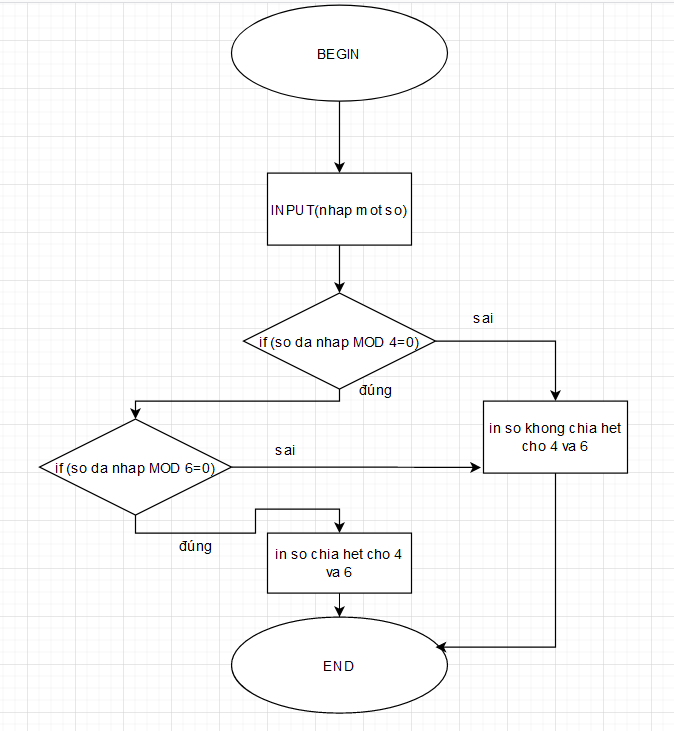 BEGIN
INPUT(nhap mot so)
sai
if (so da nhap MOD 4=0)
đúng
in so khong chia het
cho 4 va 6
sai
if (so da nhap MOD 6=0)
đúng
in so chia het cho 4
va 6
END